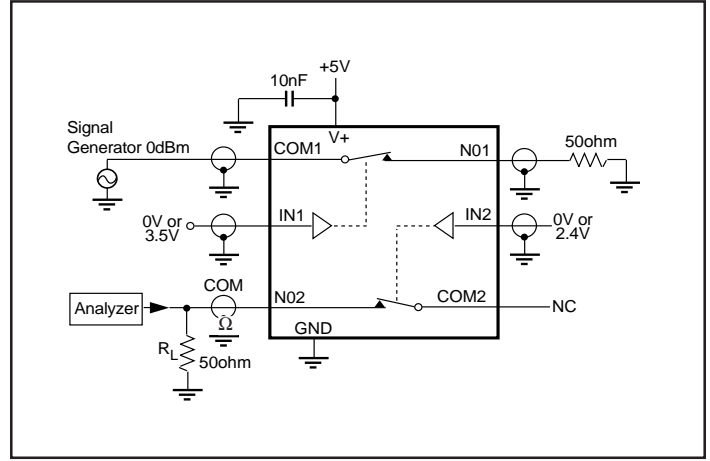 +5V
10nF
V+
Signal
Generator 0dBm
COM1
N01
50ohm
0V or
3.5V
IN1
IN2
0V or
2.4V
COM
Analyzer
N02
COM2
NC
Ω
GND
RL
50ohm